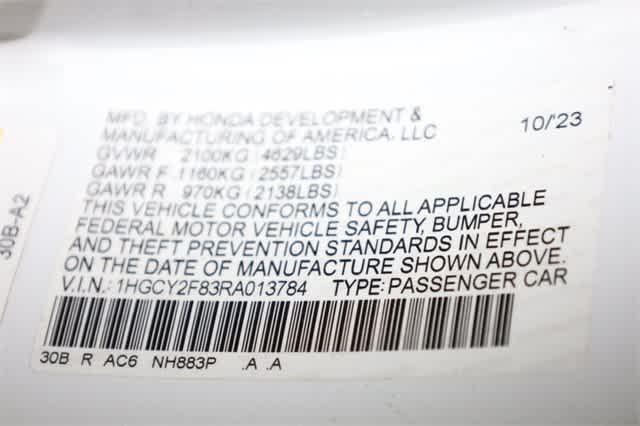 MFD. BY HONDA DEVELOPMENT &
MANUFACTURING OF AMERICA, LLC
10/'23
GVWR 2100KG (4629LBS)
GAWR F 1160KG (2557LBS)
GAWR R 970KG (2138LBS)
THIS VEHICLE CONFORMS TO ALL APPLICABLE
FEDERAL MOTOR VEHICLE SAFETY, BUMPER,
AND THEFT PREVENTION STANDARDS IN EFFECT
ON THE DATE OF MANUFACTURE SHOWN ABOVE.
V.I.N.: 1HGCY2F83RA013784 TYPE: PASSENGER CAR
30B R AC6 NH883P .A .A
30B-A2